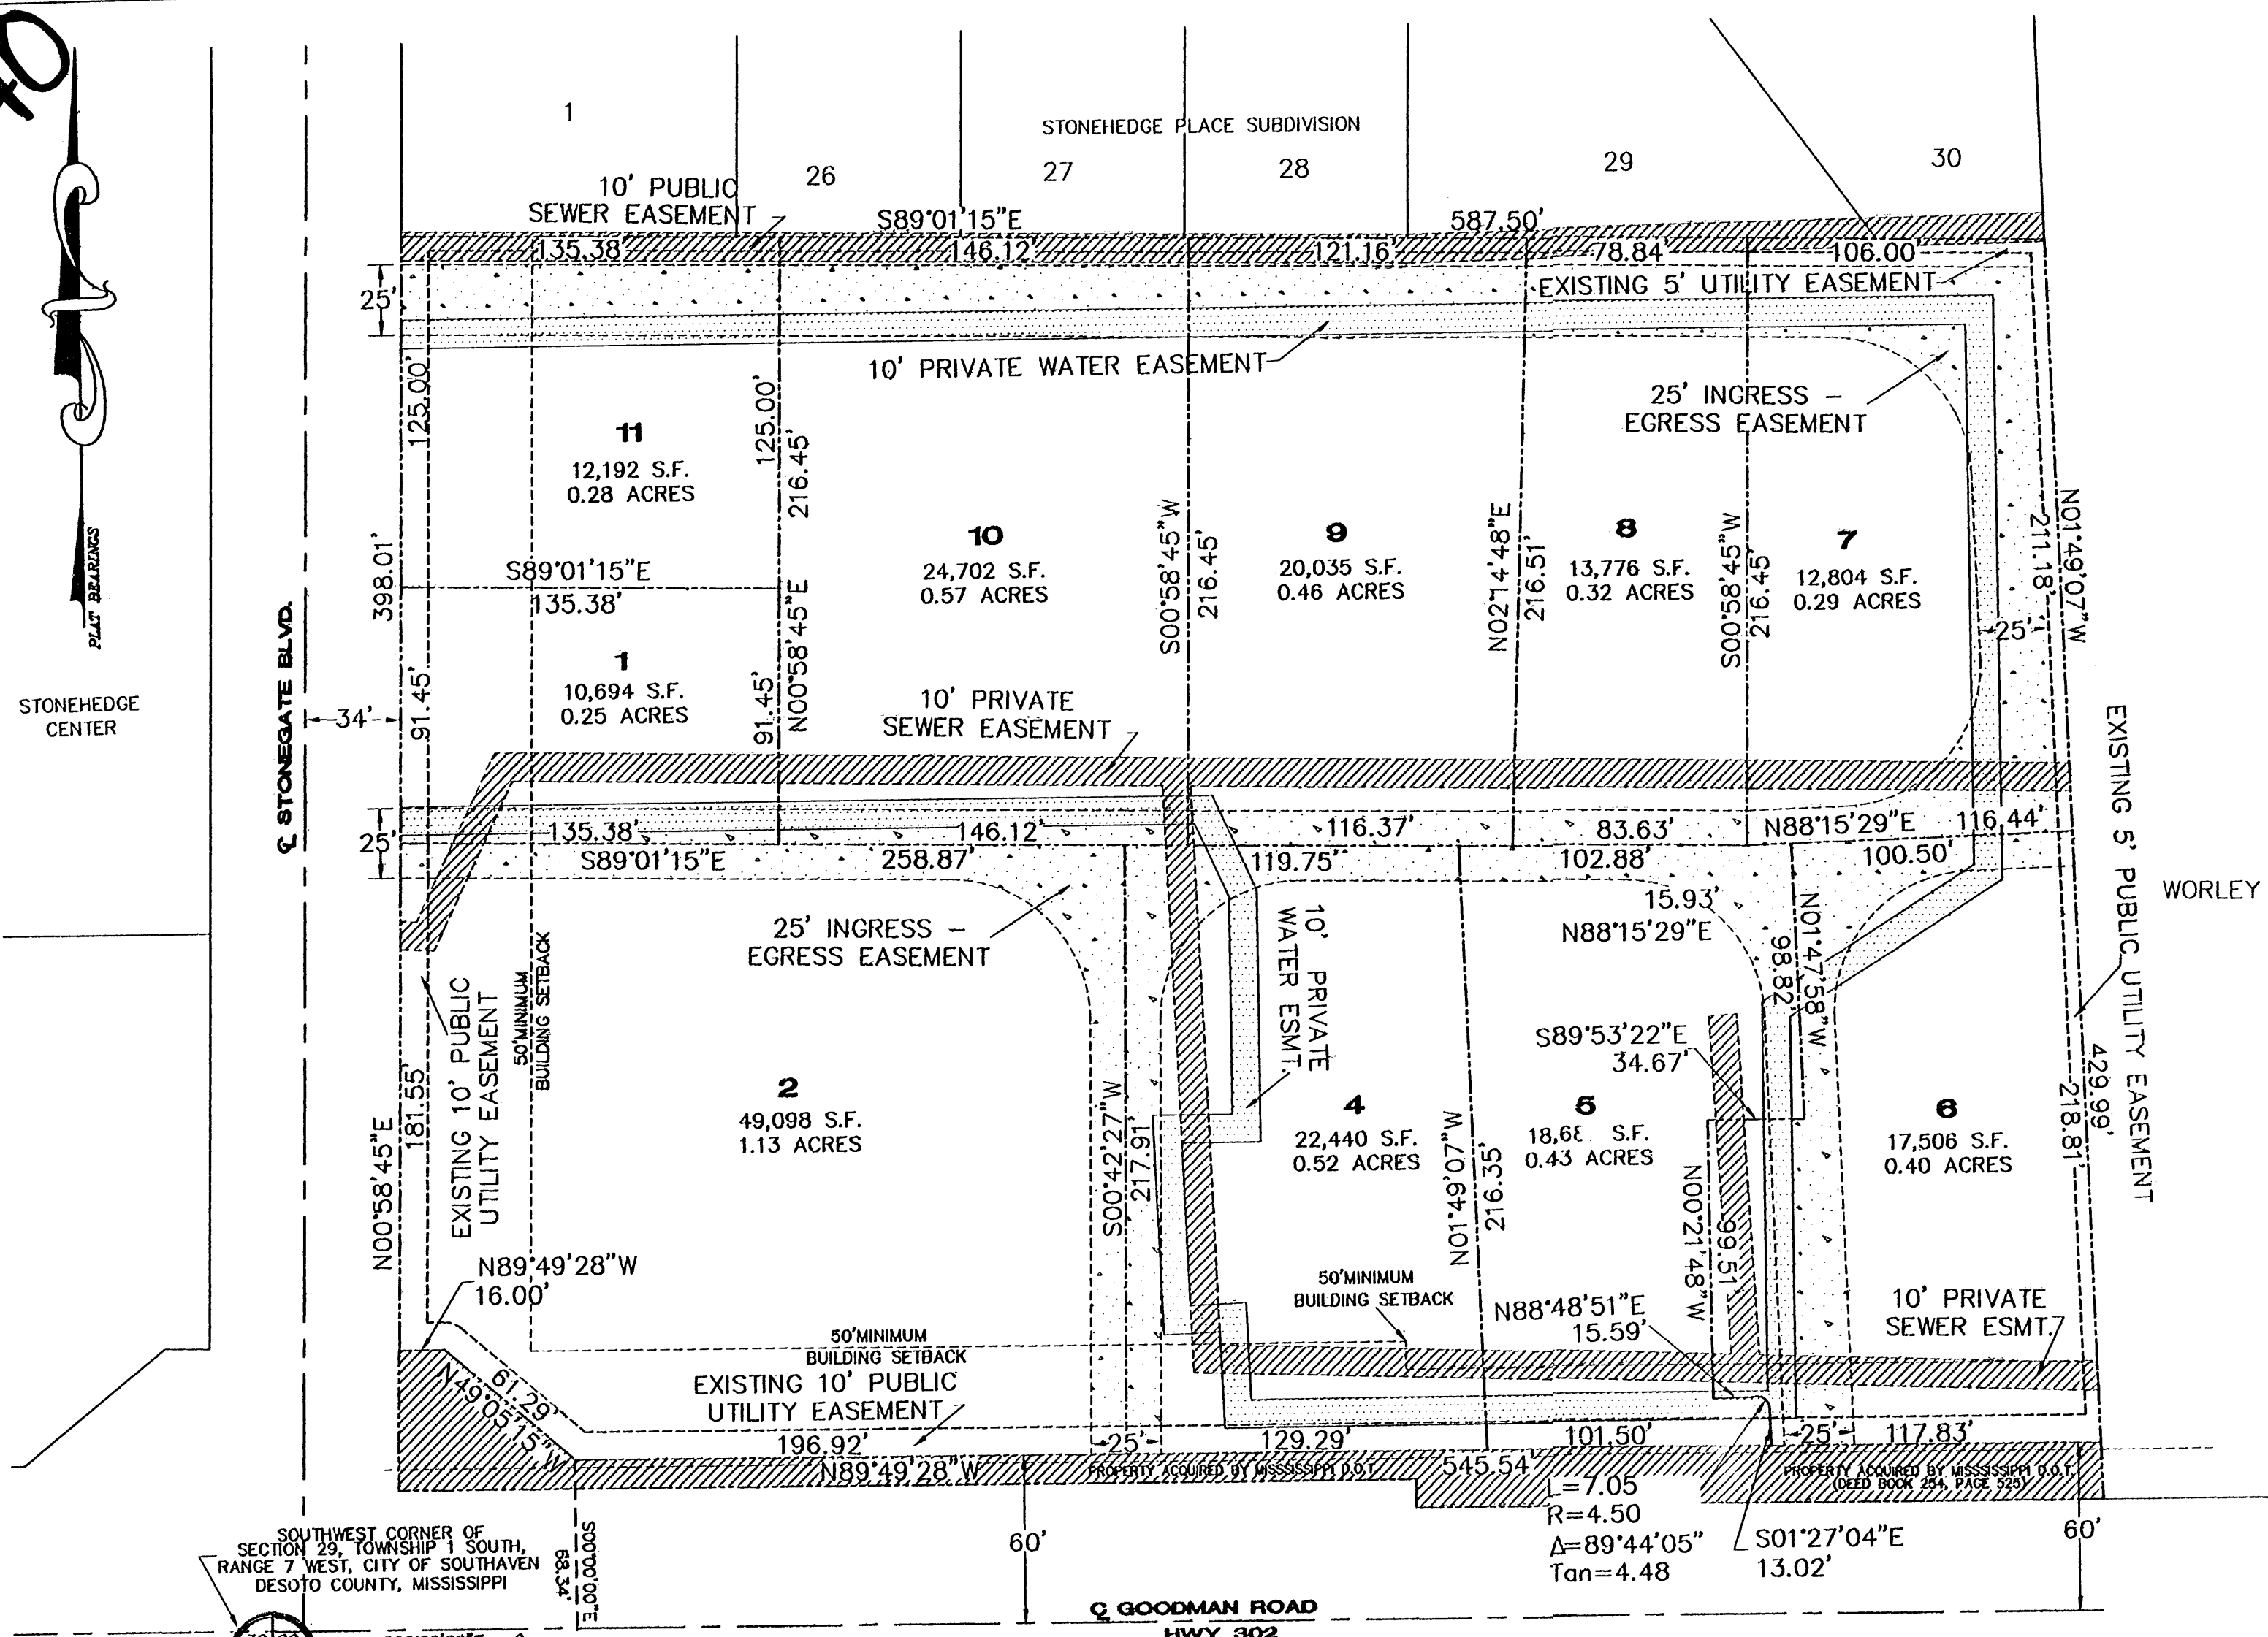 40
1
STONEHEDGE PLACE SUBDIVISION
26
27
28
29
30
10' PUBLIC
SEWER EASEMENT
S89°01'15"E
587.50'
135.38'
146.12'
121.16'
78.84'
106.00'
25'
EXISTING 5' UTILITY EASEMENT
10' PRIVATE WATER EASEMENT
25' INGRESS -
EGRESS EASEMENT
PLAT BEARINGS
STONEHEDGE
CENTER
℄ STONEGATE BLVD.
34'
398.01'
125.00'
11
12,192 S.F.
0.28 ACRES
125.00'
216.45'
S89°01'15"E
135.38'
1
10,694 S.F.
0.25 ACRES
91.45'
91.45'
N00°58'45"E
10
24,702 S.F.
0.57 ACRES
S00°58'45"W
216.45'
9
20,035 S.F.
0.46 ACRES
N02°14'48"E
216.51'
8
13,776 S.F.
0.32 ACRES
S00°58'45"W
216.45'
7
12,804 S.F.
0.29 ACRES
25'
211.18'
N01°49'07"W
10' PRIVATE
SEWER EASEMENT
25'
135.38'
146.12'
116.37'
83.63'
N88°15'29"E
116.44'
S89°01'15"E
258.87'
119.75'
102.88'
100.50'
15.93'
N88°15'29"E
25' INGRESS -
EGRESS EASEMENT
10' PRIVATE
WATER ESMT.
98.82'
N01°47'58"W
EXISTING 5' PUBLIC UTILITY EASEMENT
WORLEY
EXISTING 10' PUBLIC
UTILITY EASEMENT
50'MINIMUM
BUILDING SETBACK
N00°58'45"E
181.55'
2
49,098 S.F.
1.13 ACRES
S00°42'27"W
217.91'
4
22,440 S.F.
0.52 ACRES
N01°49'07"W
216.35'
5
18,68 S.F.
0.43 ACRES
S89°53'22"E
34.67'
N00°21'48"W
99.51'
6
17,506 S.F.
0.40 ACRES
218.81'
429.99'
N89°49'28"W
16.00'
61.29'
N49°05'15"W
50'MINIMUM
BUILDING SETBACK
EXISTING 10' PUBLIC
UTILITY EASEMENT
50'MINIMUM
BUILDING SETBACK
N88°48'51"E
15.59'
10' PRIVATE
SEWER ESMT.
196.92'
25'
129.29'
101.50'
25'
117.83'
N89°49'28"W
PROPERTY ACQUIRED BY MISSSISSIPPI D.O.T.
545.54'
PROPERTY ACQUIRED BY MISSSISSIPPI D.O.T.
(DEED BOOK 254, PAGE 525)
L=7.05
R=4.50
Δ=89°44'05"
Tan=4.48
S01°27'04"E
13.02'
60'
60'
SOUTHWEST CORNER OF
SECTION 29, TOWNSHIP 1 SOUTH,
RANGE 7 WEST, CITY OF SOUTHAVEN
DESOTO COUNTY, MISSISSIPPI
S00°00'00"E
68.34'
℄ GOODMAN ROAD
HWY 302